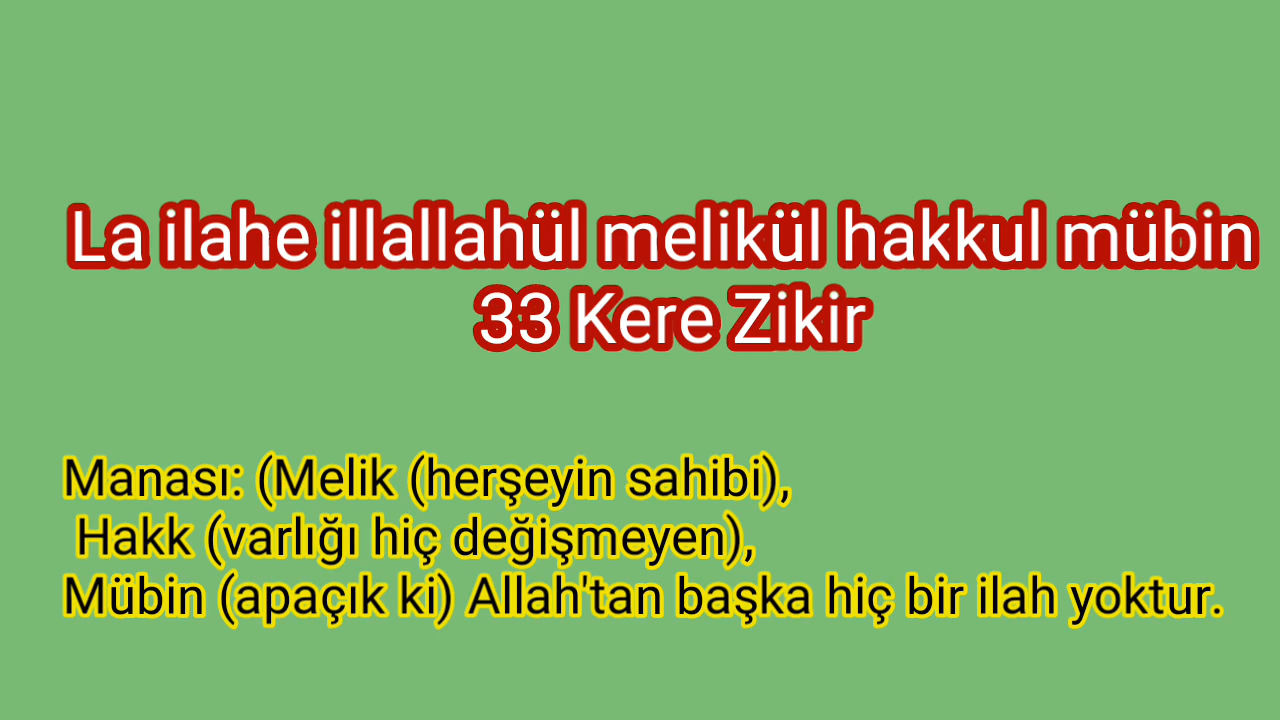 La ilahe illallahül melikül hakkul mübin
33 Kere Zikir
Manası: (Melik (herşeyin sahibi),
Hakk (varlığı hiç değişmeyen),
Mübin (apaçık ki) Allah'tan başka hiç bir ilah yoktur.